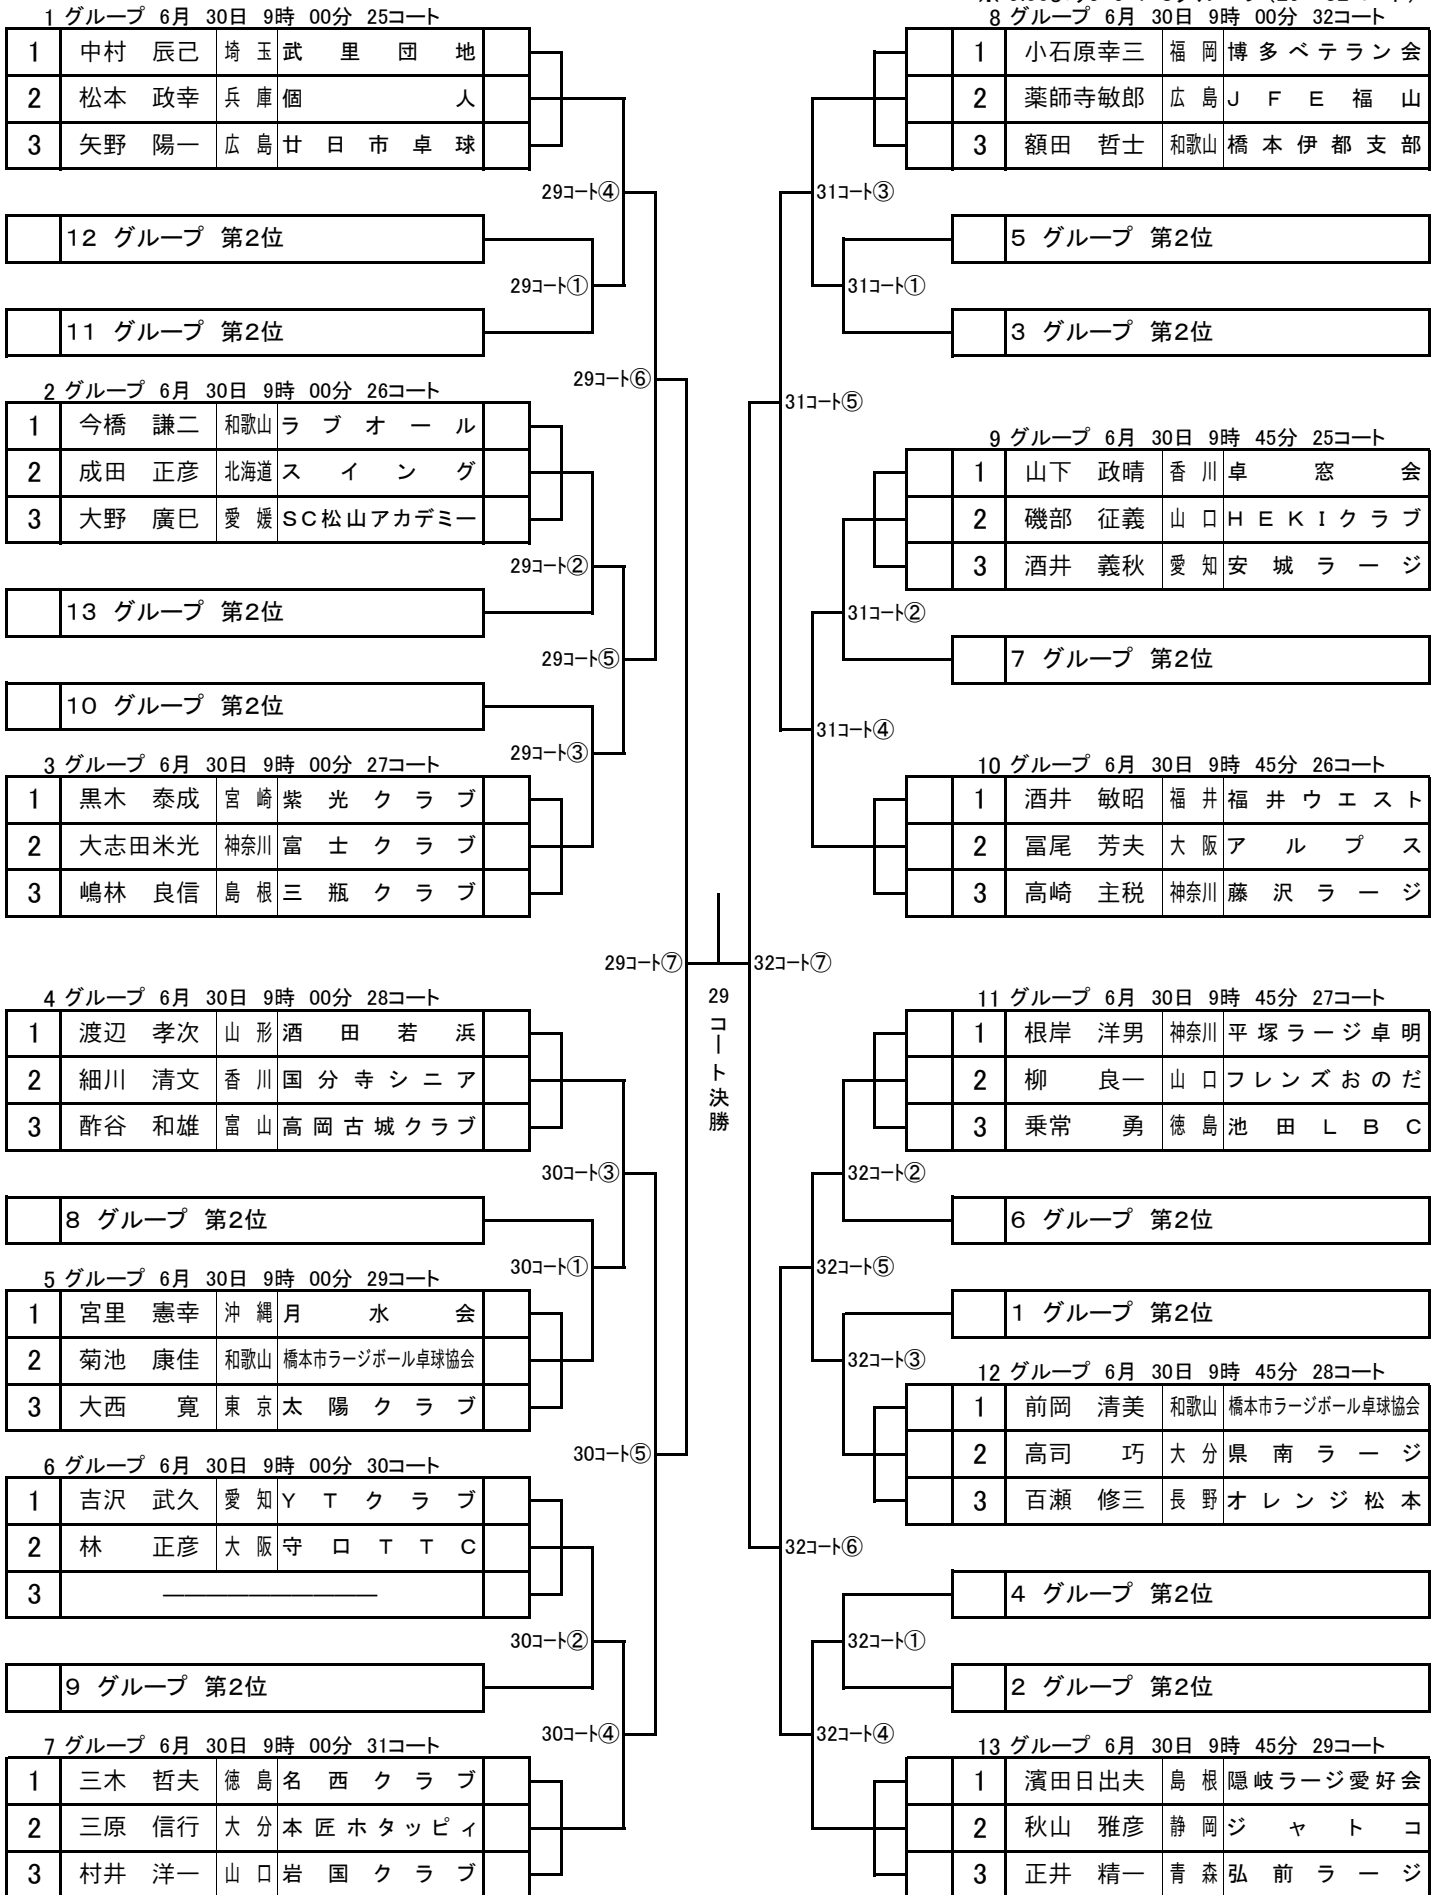 1 グループ 6月 30日 9時 00分 25コート
1 中村 辰己 埼玉 武里団地
2 松本 政幸 兵庫 個人
3 矢野 陽一 広島 廿日市卓球
29コート④
12 グループ 第2位
29コート①
11 グループ 第2位
29コート⑥
2 グループ 6月 30日 9時 00分 26コート
1 今橋 謙二 和歌山 ラブオール
2 成田 正彦 北海道 スイング
3 大野 廣巳 愛媛 SC松山アカデミー
29コート②
13 グループ 第2位
29コート⑤
10 グループ 第2位
29コート③
3 グループ 6月 30日 9時 00分 27コート
1 黒木 泰成 宮崎 紫光クラブ
2 大志田米光 神奈川 富士クラブ
3 嶋林 良信 島根 三瓶クラブ
29コート⑦
4 グループ 6月 30日 9時 00分 28コート
1 渡辺 孝次 山形 酒田若浜
2 細川 清文 香川 国分寺シニア
3 酢谷 和雄 富山 高岡古城クラブ
30コート③
8 グループ 第2位
30コート①
5 グループ 6月 30日 9時 00分 29コート
1 宮里 憲幸 沖縄 月水会
2 菊池 康佳 和歌山 橋本市ラージボール卓球協会
3 大西 寛 東京 太陽クラブ
30コート⑤
6 グループ 6月 30日 9時 00分 30コート
1 吉沢 武久 愛知 YTクラブ
2 林 正彦 大阪 守口TTC
3 ――――――――――
30コート②
9 グループ 第2位
30コート④
7 グループ 6月 30日 9時 00分 31コート
1 三木 哲夫 徳島 名西クラブ
2 三原 信行 大分 本匠ホタッピィ
3 村井 洋一 山口 岩国クラブ
29コート決勝
8 グループ 6月 30日 9時 00分 32コート
1 小石原幸三 福岡 博多ベテラン会
2 薬師寺敏郎 広島 JFE福山
3 額田 哲士 和歌山 橋本伊都支部
31コート③
5 グループ 第2位
31コート①
3 グループ 第2位
31コート⑤
9 グループ 6月 30日 9時 45分 25コート
1 山下 政晴 香川 卓窓会
2 磯部 征義 山口 HEKIクラブ
3 酒井 義秋 愛知 安城ラージ
31コート②
7 グループ 第2位
31コート④
10 グループ 6月 30日 9時 45分 26コート
1 酒井 敏昭 福井 福井ウエスト
2 冨尾 芳夫 大阪 アルプス
3 高崎 主税 神奈川 藤沢ラージ
32コート⑦
11 グループ 6月 30日 9時 45分 27コート
1 根岸 洋男 神奈川 平塚ラージ卓明
2 柳 良一 山口 フレンズおのだ
3 乗常 勇 徳島 池田LBC
32コート②
6 グループ 第2位
32コート⑤
1 グループ 第2位
32コート③
12 グループ 6月 30日 9時 45分 28コート
1 前岡 清美 和歌山 橋本市ラージボール卓球協会
2 高司 巧 大分 県南ラージ
3 百瀬 修三 長野 オレンジ松本
32コート⑥
4 グループ 第2位
32コート①
2 グループ 第2位
32コート④
13 グループ 6月 30日 9時 45分 29コート
1 濱田日出夫 島根 隠岐ラージ愛好会
2 秋山 雅彦 静岡 ジャトコ
3 正井 精一 青森 弘前ラージ